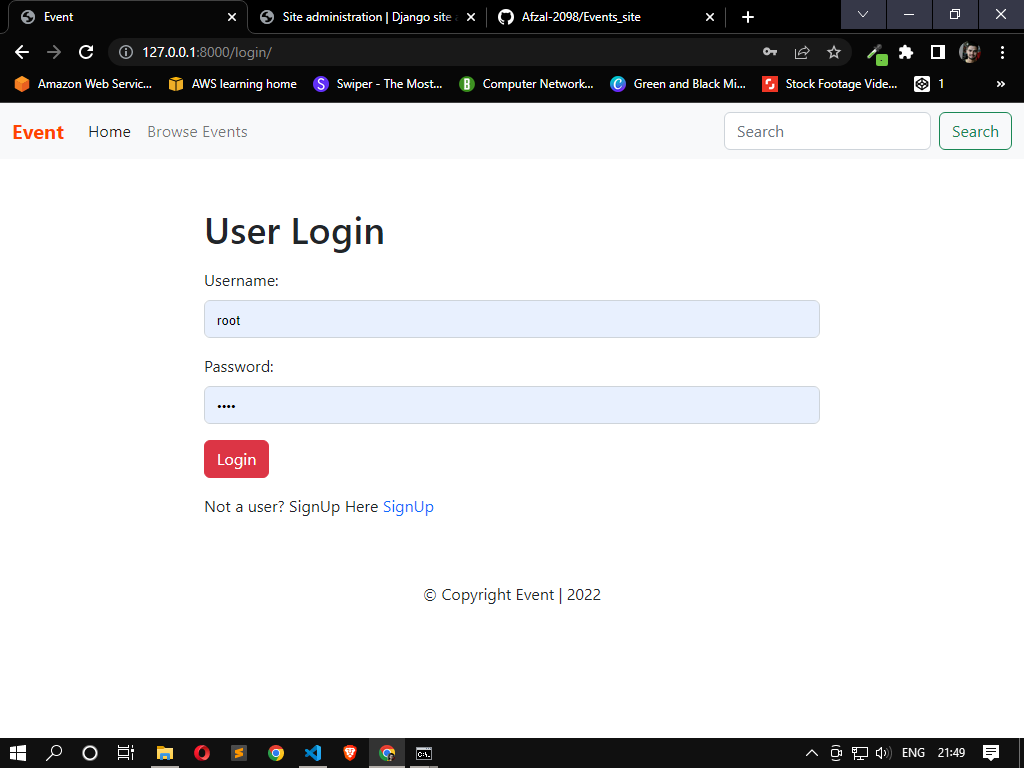 Event
Site administration | Django site a
Afzal-2098/Events_site
127.0.0.1:8000/login/
Amazon Web Servic...
AWS learning home
Swiper - The Most...
Computer Network...
Green and Black Mi...
Stock Footage Vide...
1
»
Event
Home
Browse Events
Search
Search
User Login
Username:
root
Password:
••••
Login
Not a user? SignUp Here SignUp
© Copyright Event | 2022
ENG
21:49